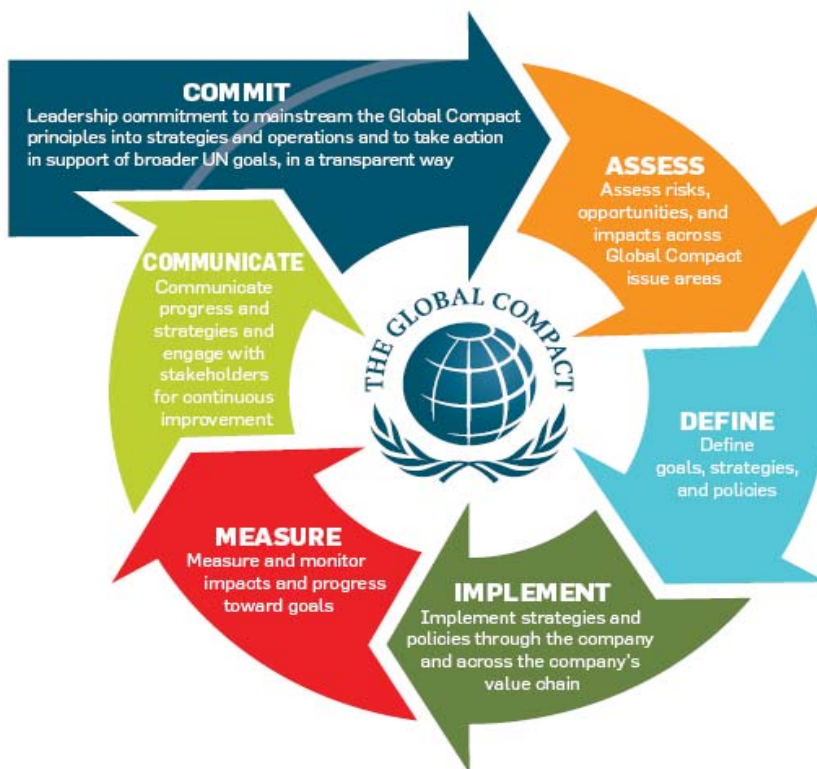 COMMIT
Leadership commitment to mainstream the Global Compact
principles into strategies and operations and to take action
in support of broader UN goals, in a transparent way
ASSESS
Assess risks,
opportunities, and
impacts across
Global Compact
issue areas
DEFINE
Define
goals, strategies,
and policies
IMPLEMENT
Implement strategies and
policies through the company
and across the company's
value chain
MEASURE
Measure and monitor
impacts and progress
toward goals
COMMUNICATE
Communicate
progress and
strategies and
engage with
stakeholders
for continuous
improvement
THE GLOBAL COMPACT